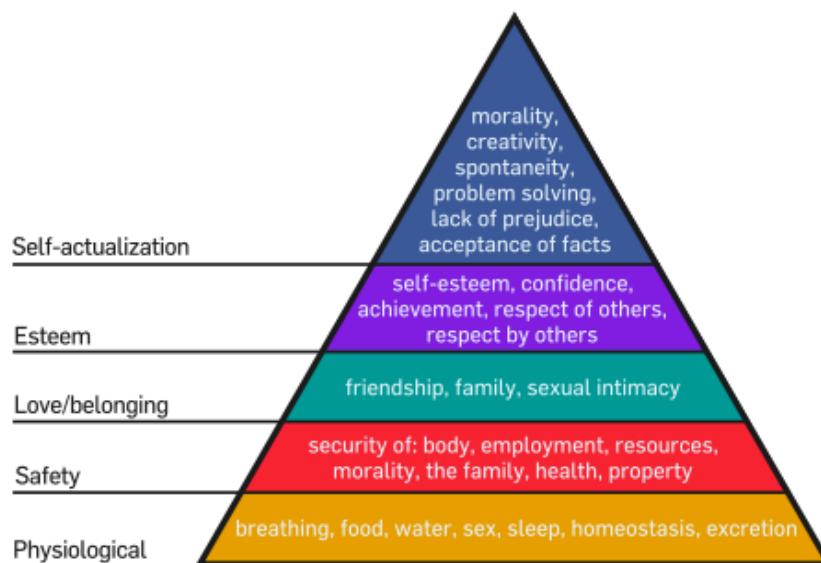 morality,
creativity,
spontaneity,
problem solving,
lack of prejudice,
acceptance of facts
Self-actualization
self-esteem, confidence,
achievement, respect of others,
respect by others
Esteem
friendship, family, sexual intimacy
Love/belonging
security of: body, employment, resources,
morality, the family, health, property
Safety
breathing, food, water, sex, sleep, homeostasis, excretion
Physiological